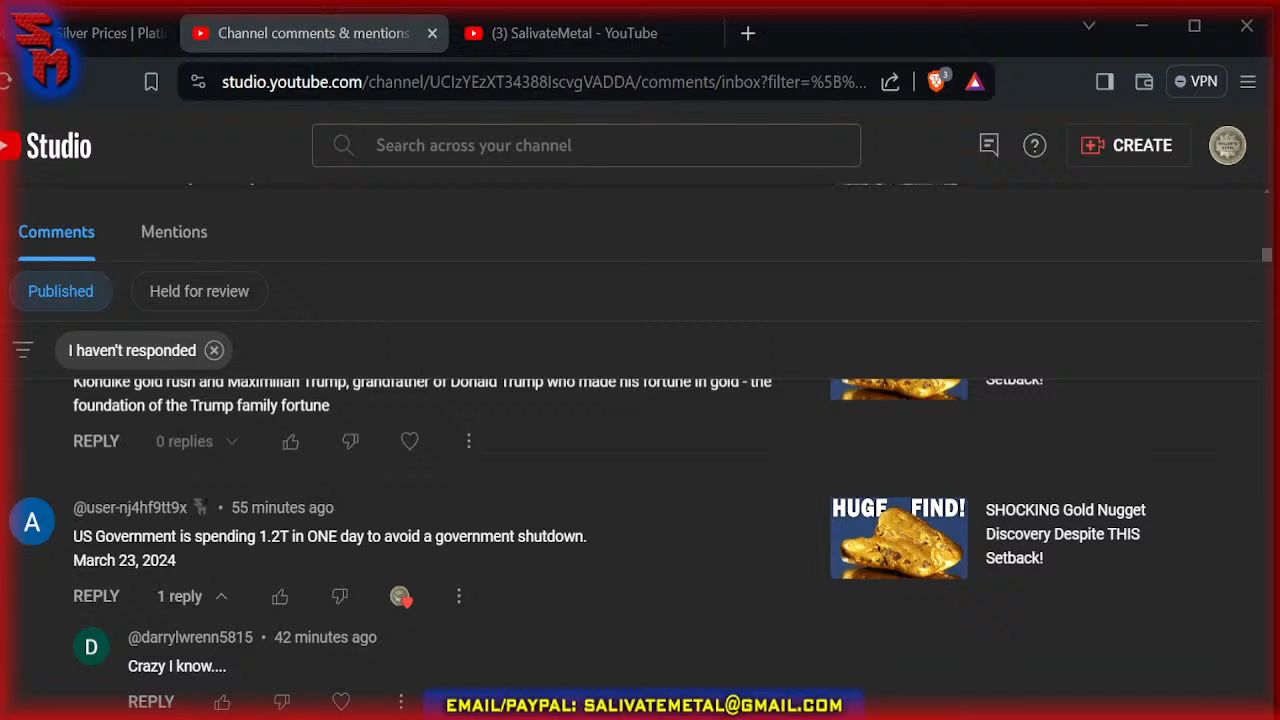 SM
Silver Prices | Plati
Channel comments & mentions
(3) SalivateMetal - YouTube
studio.youtube.com/channel/UCIzYEzXT34388IscvgVADDA/comments/inbox?filter=%5B%...
3
VPN
Studio
Search across your channel
CREATE
Comments
Mentions
Published
Held for review
I haven't responded
Klondike gold rush and Maximilian Trump, grandfather of Donald Trump who made his fortune in gold - the
foundation of the Trump family fortune
Setback!
REPLY
0 replies
A
@user-nj4hf9tt9x • 55 minutes ago
US Government is spending 1.2T in ONE day to avoid a government shutdown.
March 23, 2024
HUGE FIND!
SHOCKING Gold Nugget
Discovery Despite THIS
Setback!
REPLY
1 reply
D
@darrylwrenn5815 • 42 minutes ago
Crazy I know....
REPLY
EMAIL/PAYPAL: SALIVATEMETAL@GMAIL.COM